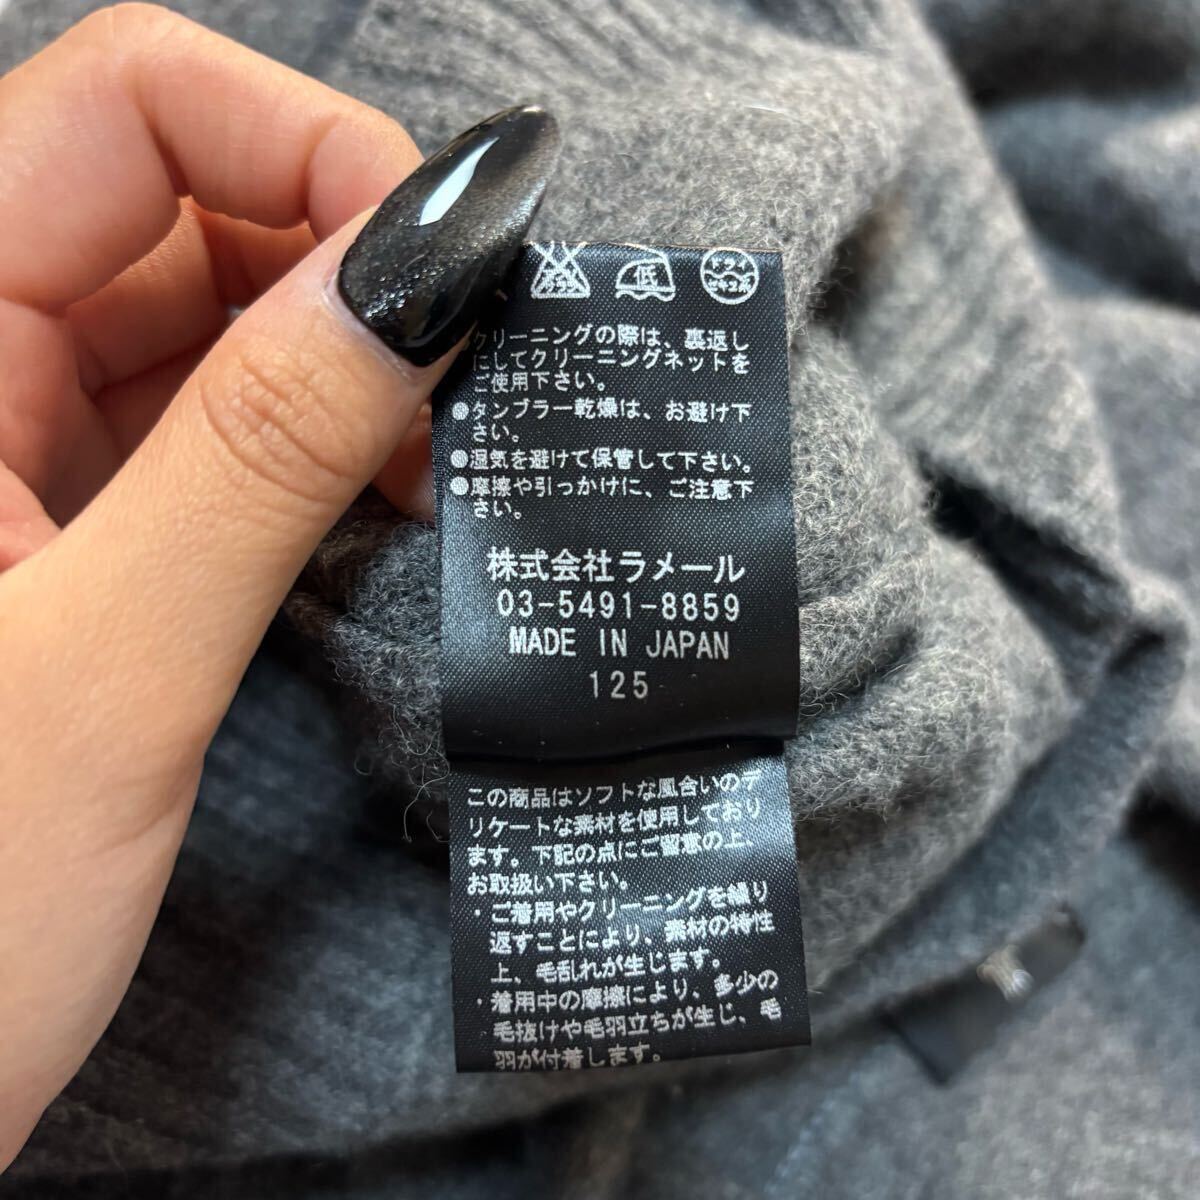 低
ドライ
セキユ系
クリーニングの際は、裏返し
にしてクリーニングネットを
ご使用下さい。
●タンブラー乾燥は、お避け下
さい。
●湿気を避けて保管して下さい。
●摩擦や引っかけに、ご注意下
さい。
株式会社ラメール
03-5491-8859
MADE IN JAPAN
125
この商品はソフトな風合いのデ
リケートな素材を使用しており
ます。下記の点にご留意の上、
お取扱い下さい。
・ご着用やクリーニングを繰り
返すことにより、素材の特性
上、毛乱れが生じます。
・着用中の摩擦により、多少の
毛抜けや毛羽立ちが生じ、毛
羽が付着します。